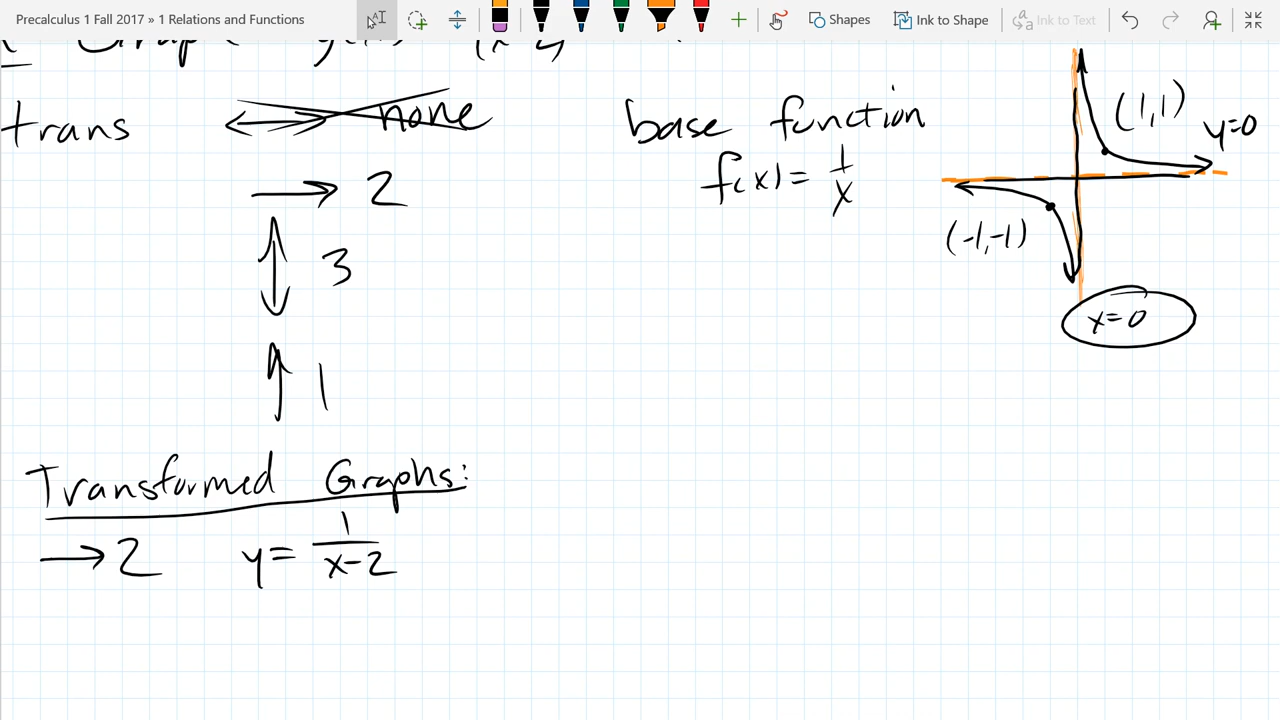 Precalculus 1 Fall 2017 » 1 Relations and Functions
Shapes
Ink to Shape
Ink to Text
Graph
trans ↔ none
→ 2
↕ 3
↑ 1
base function
f(x) = 1/x
(1,1)
y=0
(-1,-1)
x=0
Transformed Graphs:
→ 2 y = 1/(x-2)